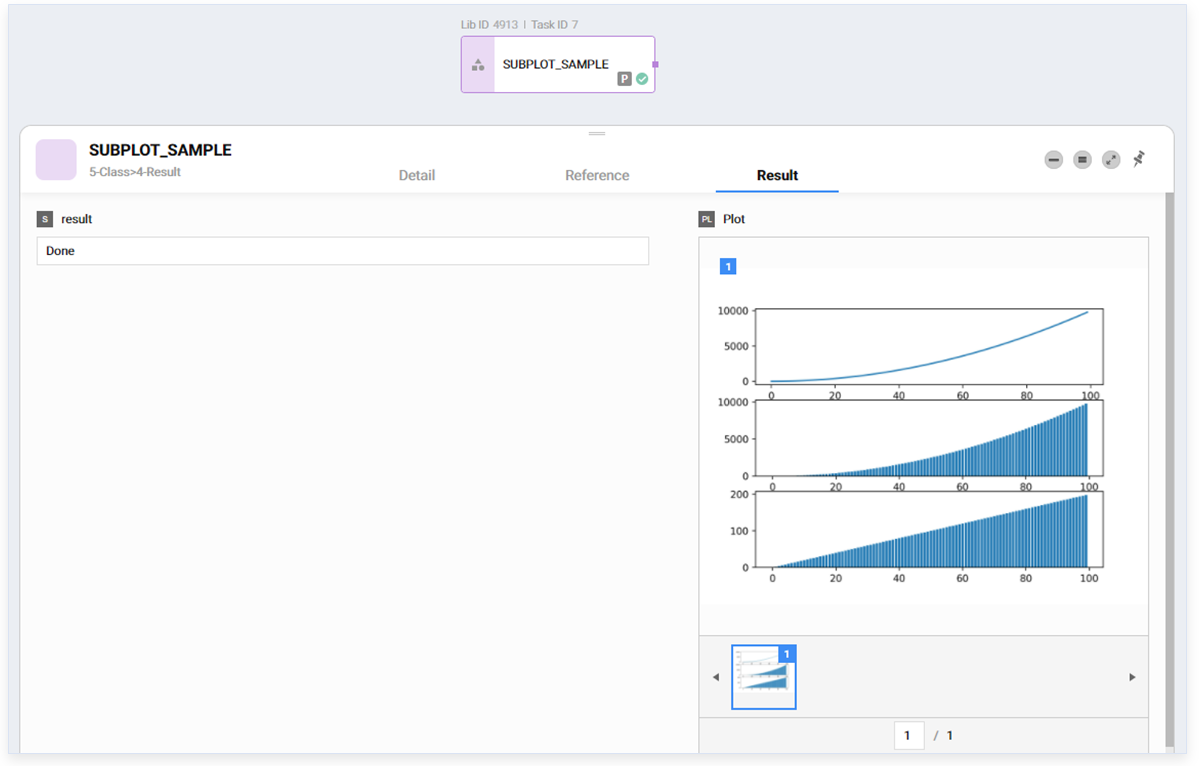 Lib ID 4913 | Task ID 7
SUBPLOT_SAMPLE
P
SUBPLOT_SAMPLE
5-Class>4-Result
Detail
Reference
Result
S result
Done
PL Plot
1
10000
5000
0
0 20 40 60 80 100
10000
5000
0
0 20 40 60 80 100
200
100
0
0 20 40 60 80 100
1
1 / 1